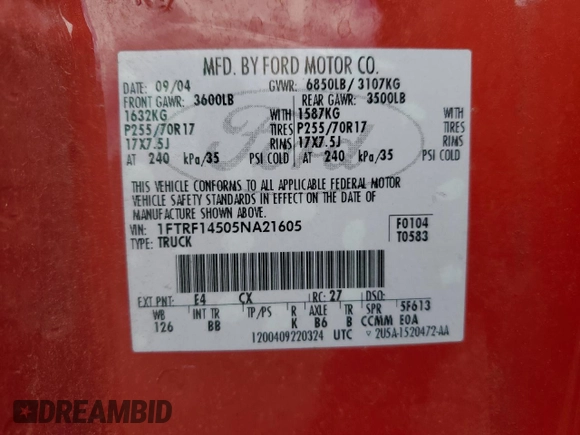 MFD. BY FORD MOTOR CO.
DATE: 09/04 GVWR: 6850LB/ 3107KG
FRONT GAWR: 3600LB REAR GAWR: 3500LB
1632KG WITH 1587KG WITH
P255/70R17 TIRES P255/70R17 TIRES
17X7.5J RIMS 17X7.5J RIMS
AT 240 kPa/35 PSI COLD AT 240 kPa/35 PSI COLD
THIS VEHICLE CONFORMS TO ALL APPLICABLE FEDERAL MOTOR
VEHICLE SAFETY STANDARDS IN EFFECT ON THE DATE OF
MANUFACTURE SHOWN ABOVE.
VIN: 1FTRF14505NA21605 F0104
TYPE: TRUCK T0583
EXT PNT: E4 CX RC: 27 DSO:
WB INT TR TP/PS R AXLE TR SPR 5F613
126 BB K B6 B CCMM E0A
1200409220324 UTC 2U5A-1520472-AA
Ford
DREAMBID